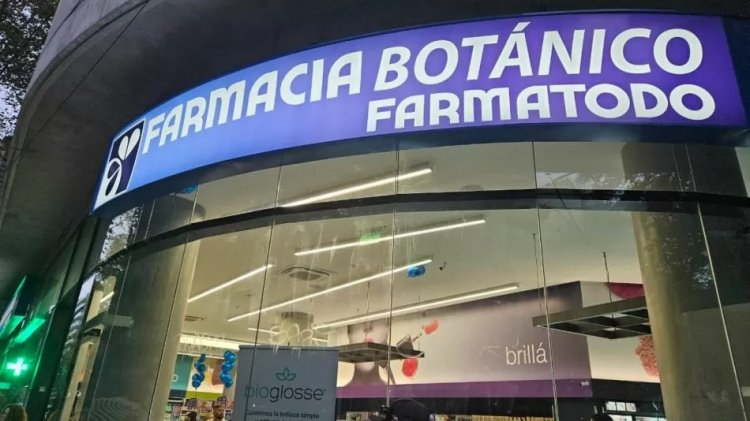 FARMACIA BOTÁNICO
FARMATODO
brillá
bioglosse®
Cuidamos la belleza simple